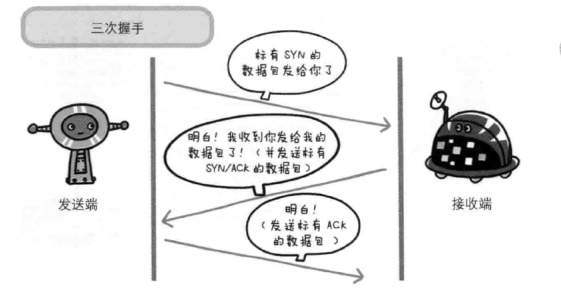 三次握手
标有 SYN 的
数据包发给你了
明白！我收到你发给我的
数据包了！（并发送标有
SYN/ACK 的数据包）
发送端
接收端
明白！
（发送标有 ACK
的数据包 ）